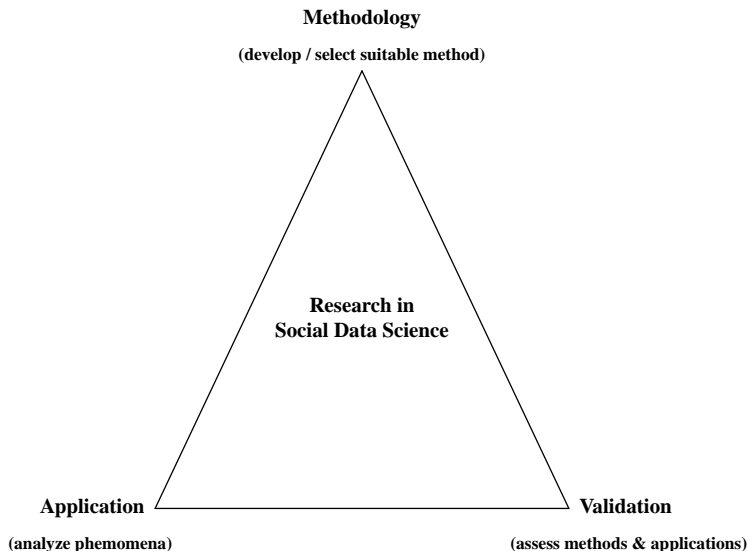 Methodology
(develop / select suitable method)
Research in
Social Data Science
Application
Validation
(analyze phemomena)
(assess methods & applications)